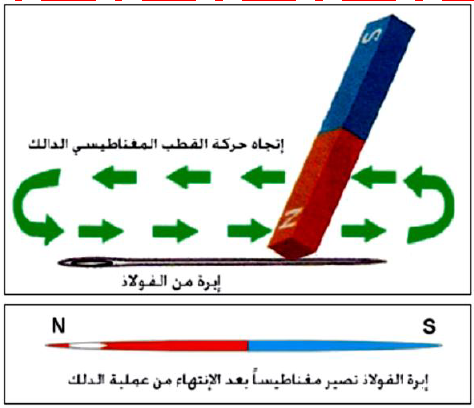 S
إتجاه حركة القطب المغناطيسي الدالك
N
إبرة من الفولاذ
N S
إبرة الفولاذ تصير مغناطيساً بعد الإنتهاء من عملية الدلك